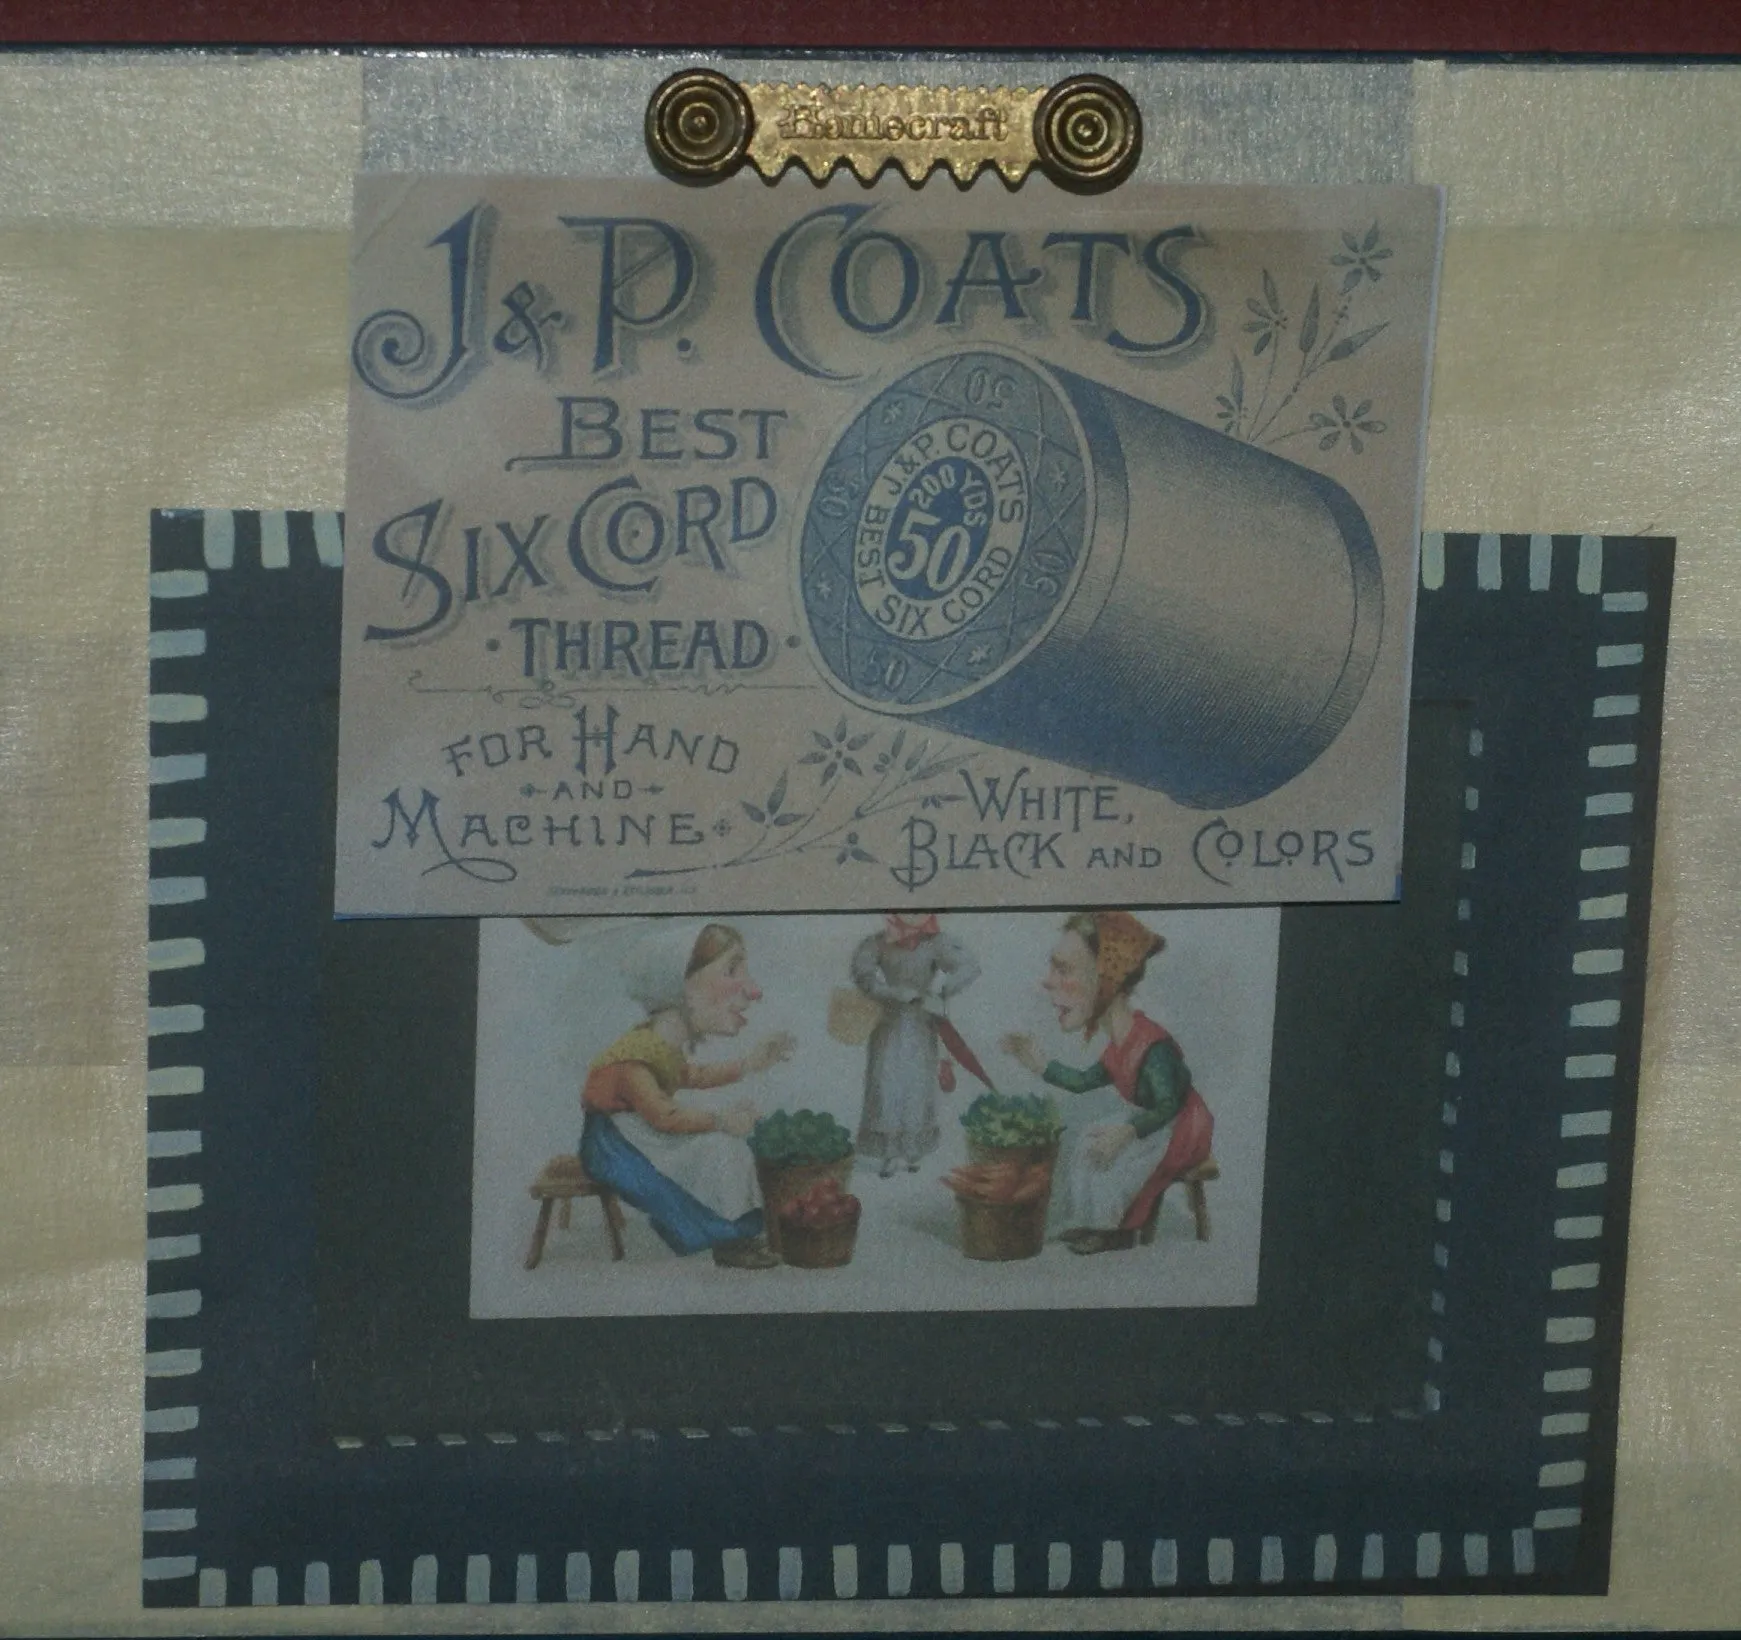 Homecraft
J & P. COATS
BEST
SIX CORD
· THREAD ·
FOR HAND
AND
MACHINE
WHITE,
BLACK AND COLORS
J. & P. COATS
BEST SIX CORD
200 YDS
50
50
50
50
50